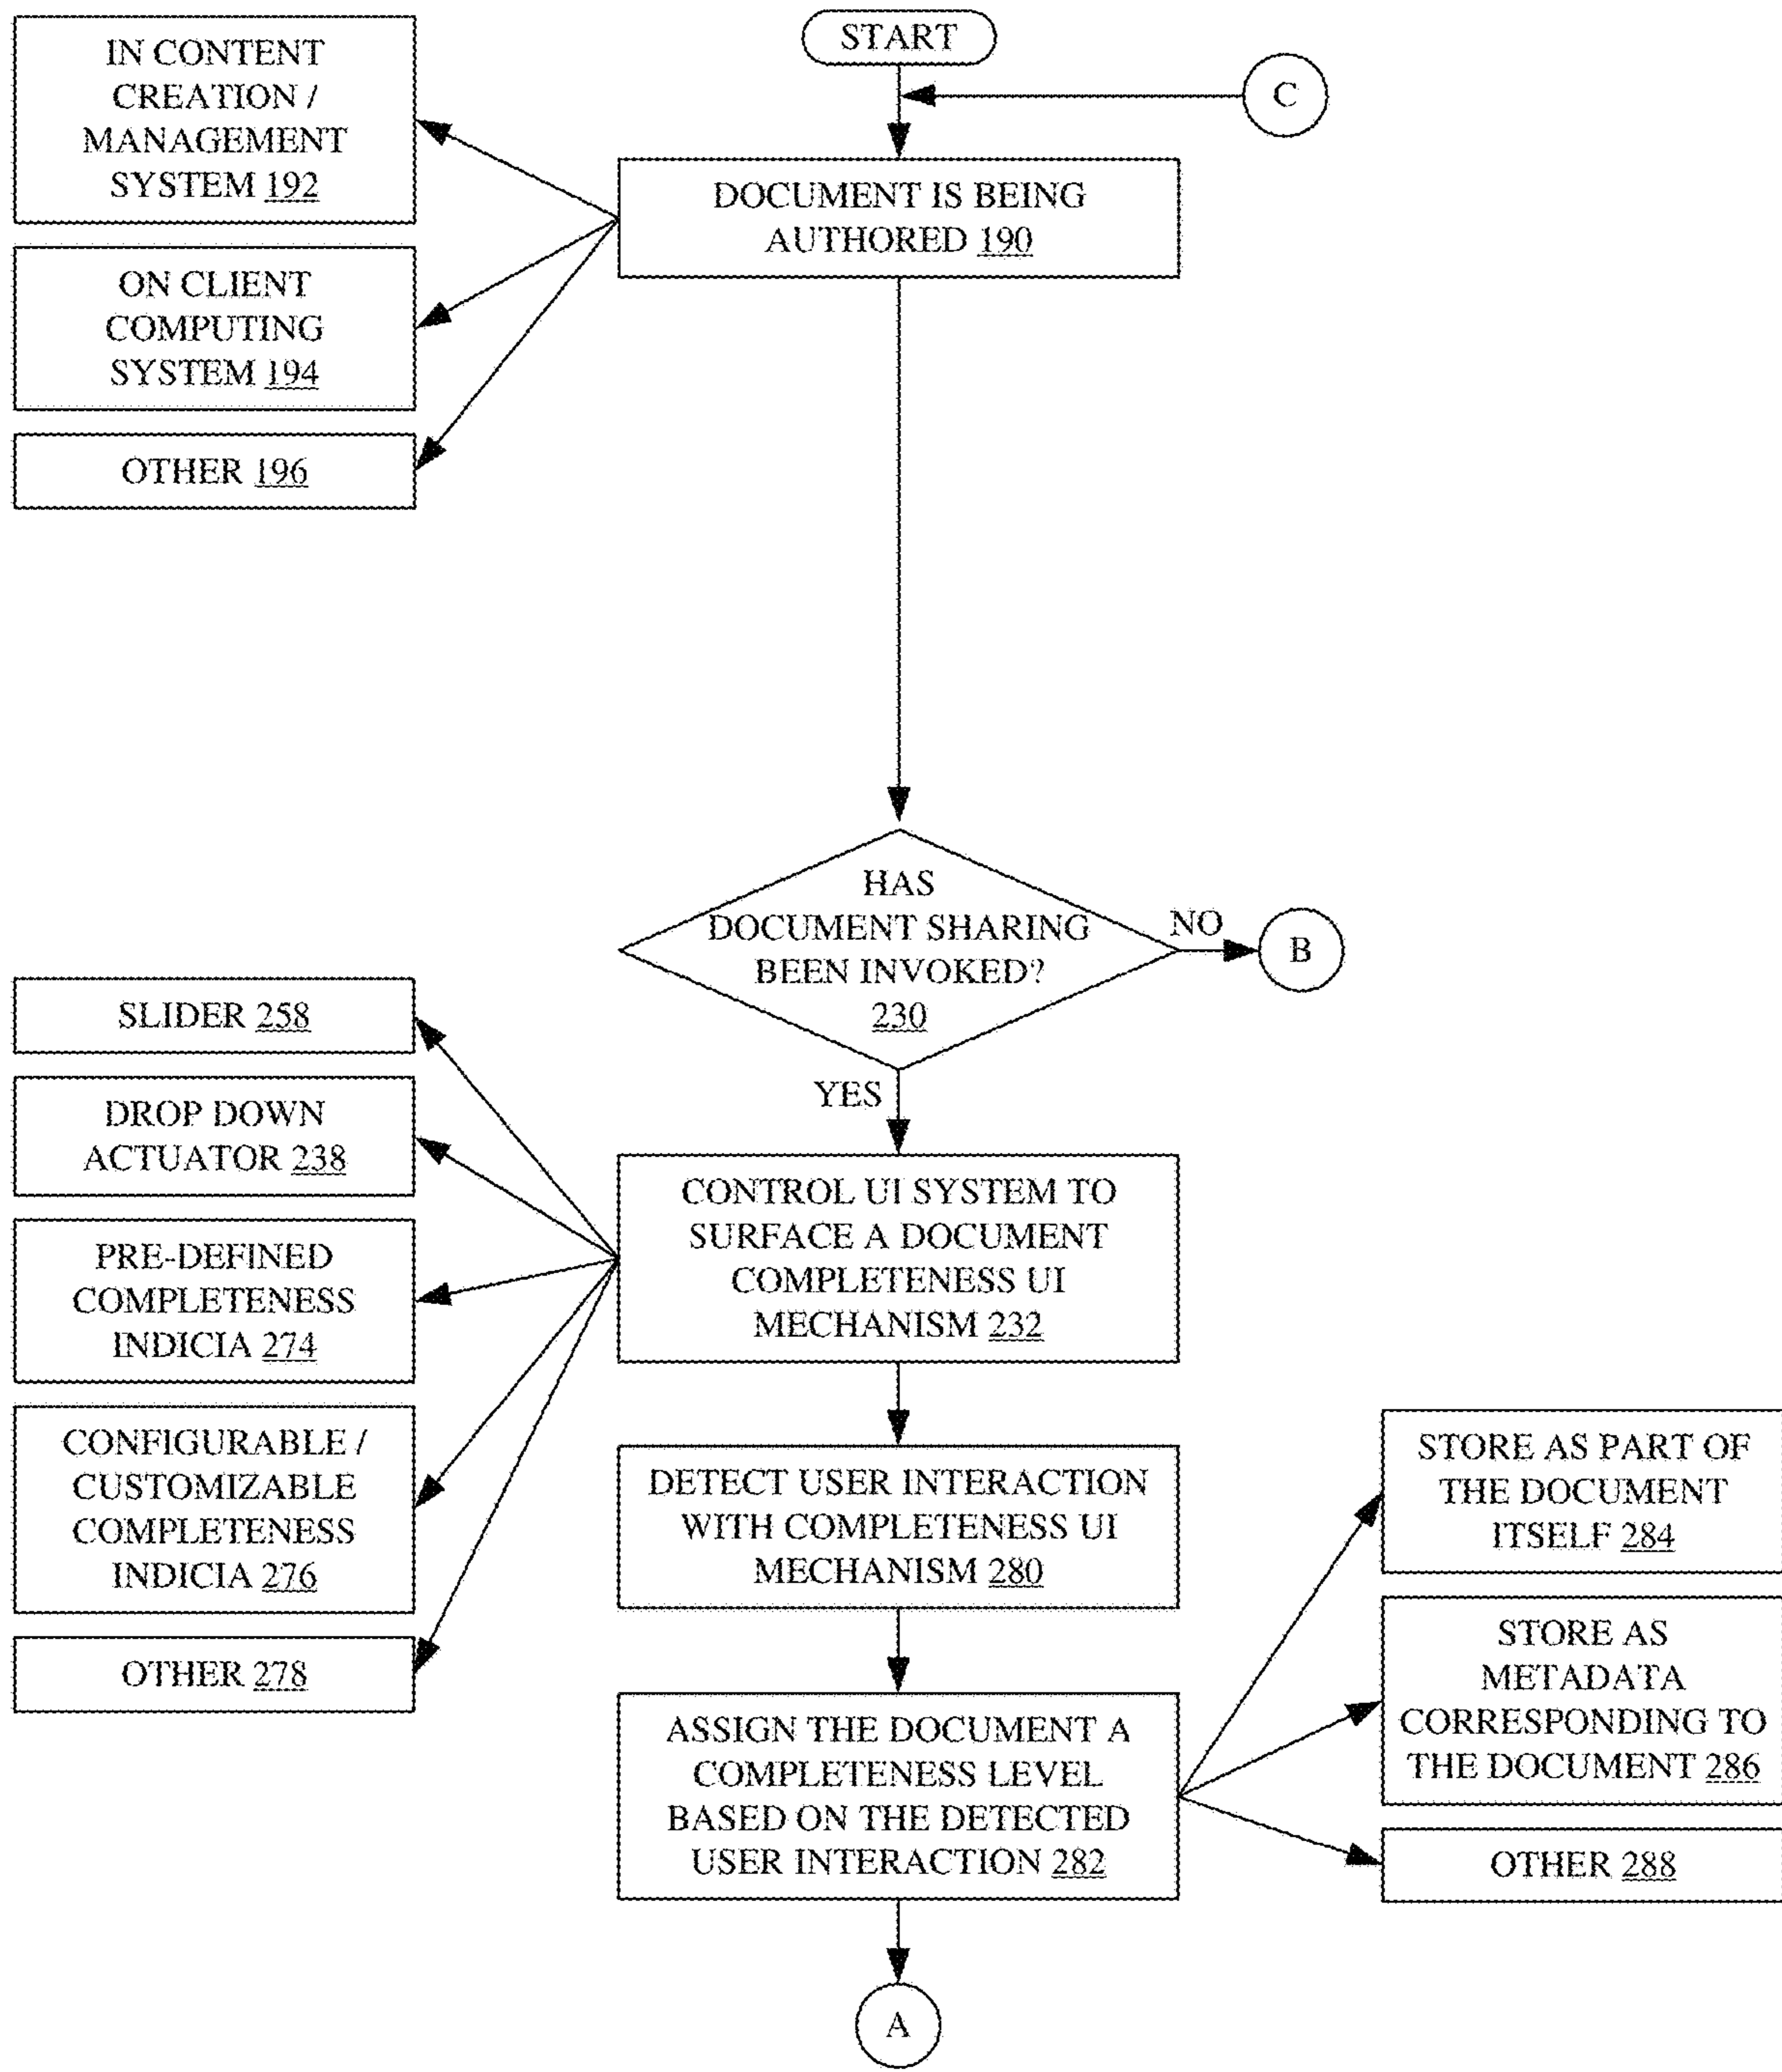 START
C
IN CONTENT
CREATION /
MANAGEMENT
SYSTEM 192
DOCUMENT IS BEING
AUTHORED 190
ON CLIENT
COMPUTING
SYSTEM 194
OTHER 196
HAS
DOCUMENT SHARING
BEEN INVOKED?
230
NO
B
YES
SLIDER 258
DROP DOWN
ACTUATOR 238
PRE-DEFINED
COMPLETENESS
INDICIA 274
CONFIGURABLE /
CUSTOMIZABLE
COMPLETENESS
INDICIA 276
OTHER 278
CONTROL UI SYSTEM TO
SURFACE A DOCUMENT
COMPLETENESS UI
MECHANISM 232
DETECT USER INTERACTION
WITH COMPLETENESS UI
MECHANISM 280
ASSIGN THE DOCUMENT A
COMPLETENESS LEVEL
BASED ON THE DETECTED
USER INTERACTION 282
STORE AS PART OF
THE DOCUMENT
ITSELF 284
STORE AS
METADATA
CORRESPONDING TO
THE DOCUMENT 286
OTHER 288
A